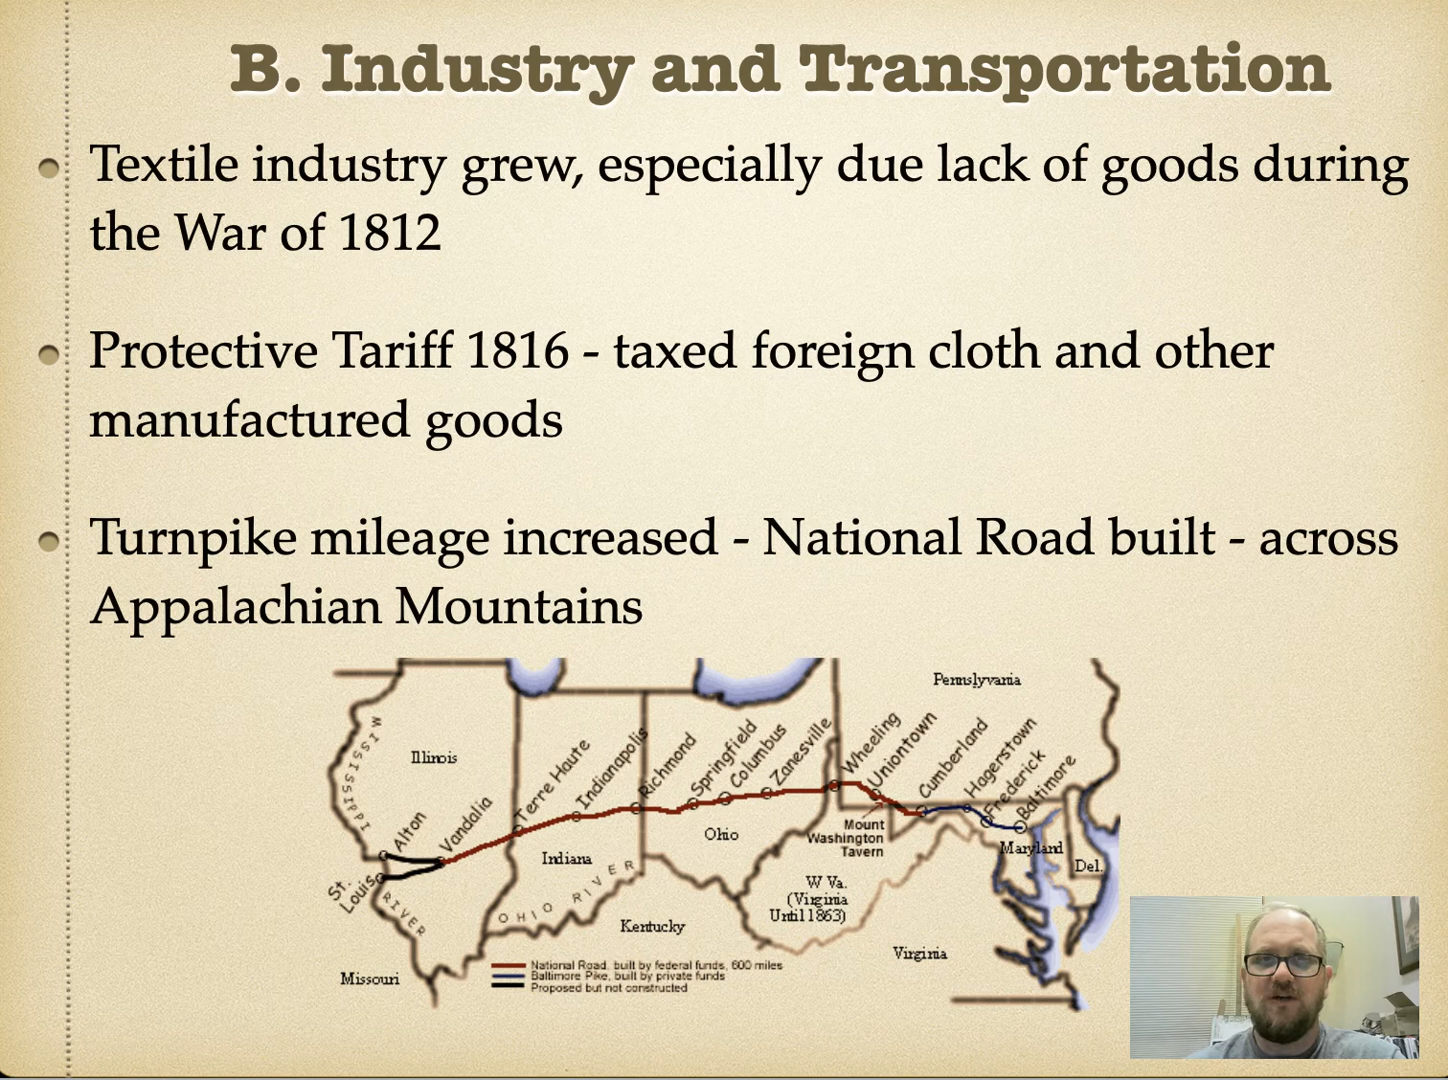 B. Industry and Transportation
Textile industry grew, especially due lack of goods during
the War of 1812
Protective Tariff 1816 - taxed foreign cloth and other
manufactured goods
Turnpike mileage increased - National Road built - across
Appalachian Mountains
Pennslyvania
MISSISSIPPI
Illinois
Terre Haute
Indianapolis
Richmond
Springfield
Columbus
Zanesville
Wheeling
Uniontown
Cumberland
Hagerstown
Frederick
Baltimore
Alton
Vandalia
St.
Louis
RIVER
Indiana
Ohio
Mount
Washington
Tavern
Maryland
Del.
OHIO RIVER
W Va.
(Virginia
Until 1863)
Kentucky
Virginia
Missouri
National Road, built by federal funds, 600 miles
Baltimore Pike, built by private funds
Proposed but not constructed